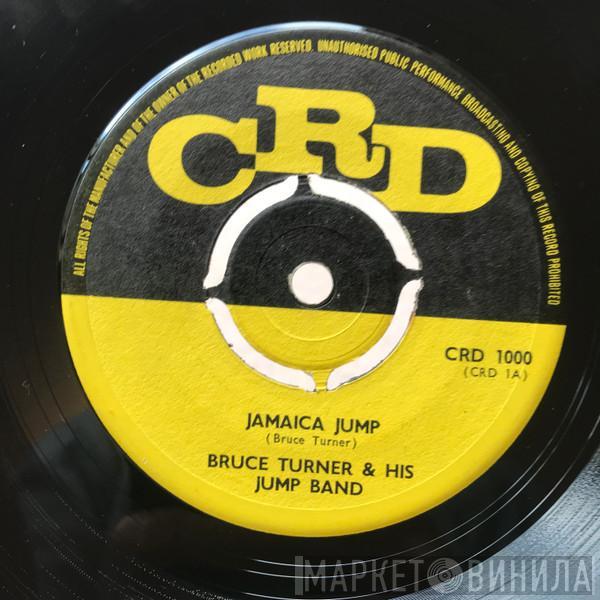 ALL RIGHTS OF THE MANUFACTURER AND OF THE OWNER OF THE RECORDED WORK RESERVED. UNAUTHORISED PUBLIC PERFORMANCE BROADCASTING AND COPYING OF THIS RECORD PROHIBITED
CRD
CRD 1000
(CRD 1A)
JAMAICA JUMP
(Bruce Turner)
BRUCE TURNER & HIS
JUMP BAND
МАРКЕТ ВИНИЛА